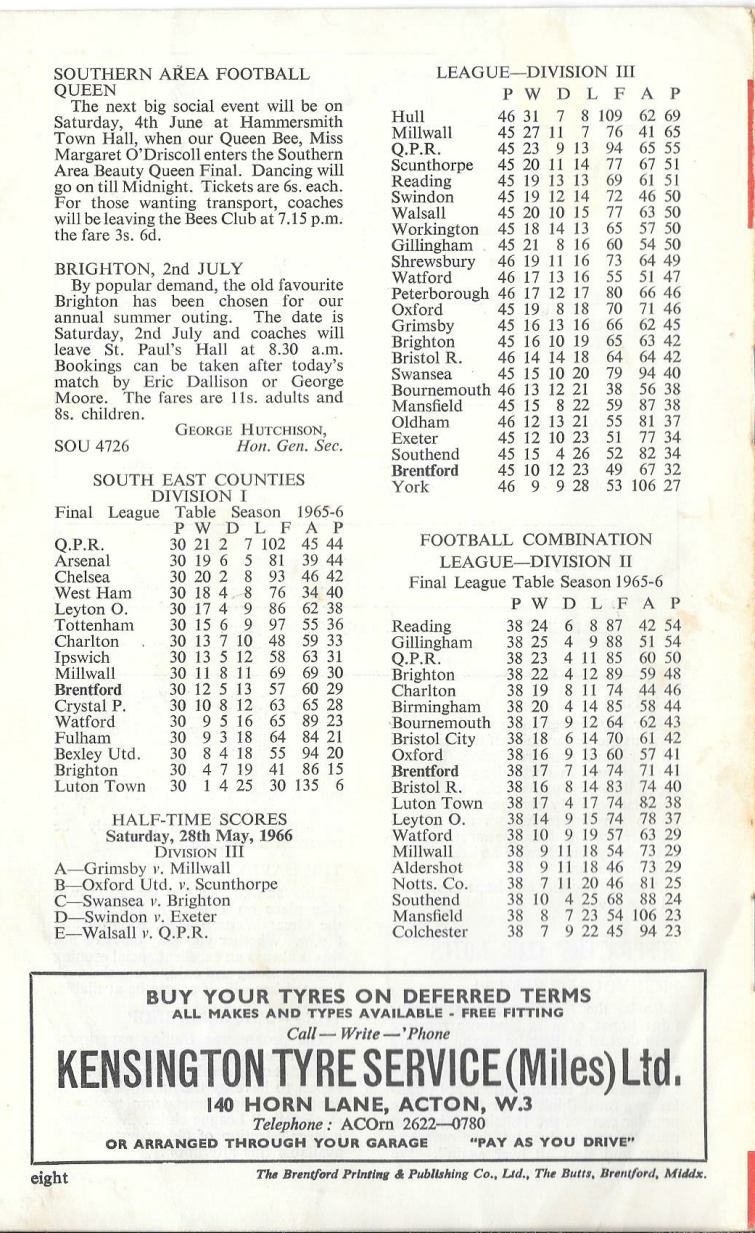 SOUTHERN AREA FOOTBALL
QUEEN
The next big social event will be on
Saturday, 4th June at Hammersmith
Town Hall, when our Queen Bee, Miss
Margaret O'Driscoll enters the Southern
Area Beauty Queen Final. Dancing will
go on till Midnight. Tickets are 6s. each.
For those wanting transport, coaches
will be leaving the Bees Club at 7.15 p.m.
the fare 3s. 6d.
BRIGHTON, 2nd JULY
By popular demand, the old favourite
Brighton has been chosen for our
annual summer outing. The date is
Saturday, 2nd July and coaches will
leave St. Paul's Hall at 8.30 a.m.
Bookings can be taken after today's
match by Eric Dallison or George
Moore. The fares are 11s. adults and
8s. children.
GEORGE HUTCHISON,
SOU 4726 Hon. Gen. Sec.
SOUTH EAST COUNTIES
DIVISION I
Final League Table Season 1965-6
P W D L F A P
Q.P.R. 30 21 2 7 102 45 44
Arsenal 30 19 6 5 81 39 44
Chelsea 30 20 2 8 93 46 42
West Ham 30 18 4 8 76 34 40
Leyton O. 30 17 4 9 86 62 38
Tottenham 30 15 6 9 97 55 36
Charlton 30 13 7 10 48 59 33
Ipswich 30 13 5 12 58 63 31
Millwall 30 11 8 11 69 69 30
Brentford 30 12 5 13 57 60 29
Crystal P. 30 10 8 12 63 65 28
Watford 30 9 5 16 65 89 23
Fulham 30 9 3 18 64 84 21
Bexley Utd. 30 8 4 18 55 94 20
Brighton 30 4 7 19 41 86 15
Luton Town 30 1 4 25 30 135 6
HALF-TIME SCORES
Saturday, 28th May, 1966
DIVISION III
A—Grimsby v. Millwall
B—Oxford Utd. v. Scunthorpe
C—Swansea v. Brighton
D—Swindon v. Exeter
E—Walsall v. Q.P.R.
LEAGUE—DIVISION III
P W D L F A P
Hull 46 31 7 8 109 62 69
Millwall 45 27 11 7 76 41 65
Q.P.R. 45 23 9 13 94 65 55
Scunthorpe 45 20 11 14 77 67 51
Reading 45 19 13 13 69 61 51
Swindon 45 19 12 14 72 46 50
Walsall 45 20 10 15 77 63 50
Workington 45 18 14 13 65 57 50
Gillingham 45 21 8 16 60 54 50
Shrewsbury 46 19 11 16 73 64 49
Watford 46 17 13 16 55 51 47
Peterborough 46 17 12 17 80 66 46
Oxford 45 19 8 18 70 71 46
Grimsby 45 16 13 16 66 62 45
Brighton 45 16 10 19 65 63 42
Bristol R. 46 14 14 18 64 64 42
Swansea 45 15 10 20 79 94 40
Bournemouth 46 13 12 21 38 56 38
Mansfield 45 15 8 22 59 87 38
Oldham 46 12 13 21 55 81 37
Exeter 45 12 10 23 51 77 34
Southend 45 15 4 26 52 82 34
Brentford 45 10 12 23 49 67 32
York 46 9 9 28 53 106 27
FOOTBALL COMBINATION
LEAGUE—DIVISION II
Final League Table Season 1965-6
P W D L F A P
Reading 38 24 6 8 87 42 54
Gillingham 38 25 4 9 88 51 54
Q.P.R. 38 23 4 11 85 60 50
Brighton 38 22 4 12 89 59 48
Charlton 38 19 8 11 74 44 46
Birmingham 38 20 4 14 85 58 44
Bournemouth 38 17 9 12 64 62 43
Bristol City 38 18 6 14 70 61 42
Oxford 38 16 9 13 60 57 41
Brentford 38 17 7 14 74 71 41
Bristol R. 38 16 8 14 83 74 40
Luton Town 38 17 4 17 74 82 38
Leyton O. 38 14 9 15 74 78 37
Watford 38 10 9 19 57 63 29
Millwall 38 9 11 18 54 73 29
Aldershot 38 9 11 18 46 73 29
Notts. Co. 38 7 11 20 46 81 25
Southend 38 10 4 25 68 88 24
Mansfield 38 8 7 23 54 106 23
Colchester 38 7 9 22 45 94 23
BUY YOUR TYRES ON DEFERRED TERMS
ALL MAKES AND TYPES AVAILABLE - FREE FITTING
Call — Write — 'Phone
KENSINGTON TYRE SERVICE (Miles) Ltd.
140 HORN LANE, ACTON, W.3
Telephone: ACOrn 2622—0780
OR ARRANGED THROUGH YOUR GARAGE "PAY AS YOU DRIVE"
eight The Brentford Printing & Publishing Co., Ltd., The Butts, Brentford, Middx.